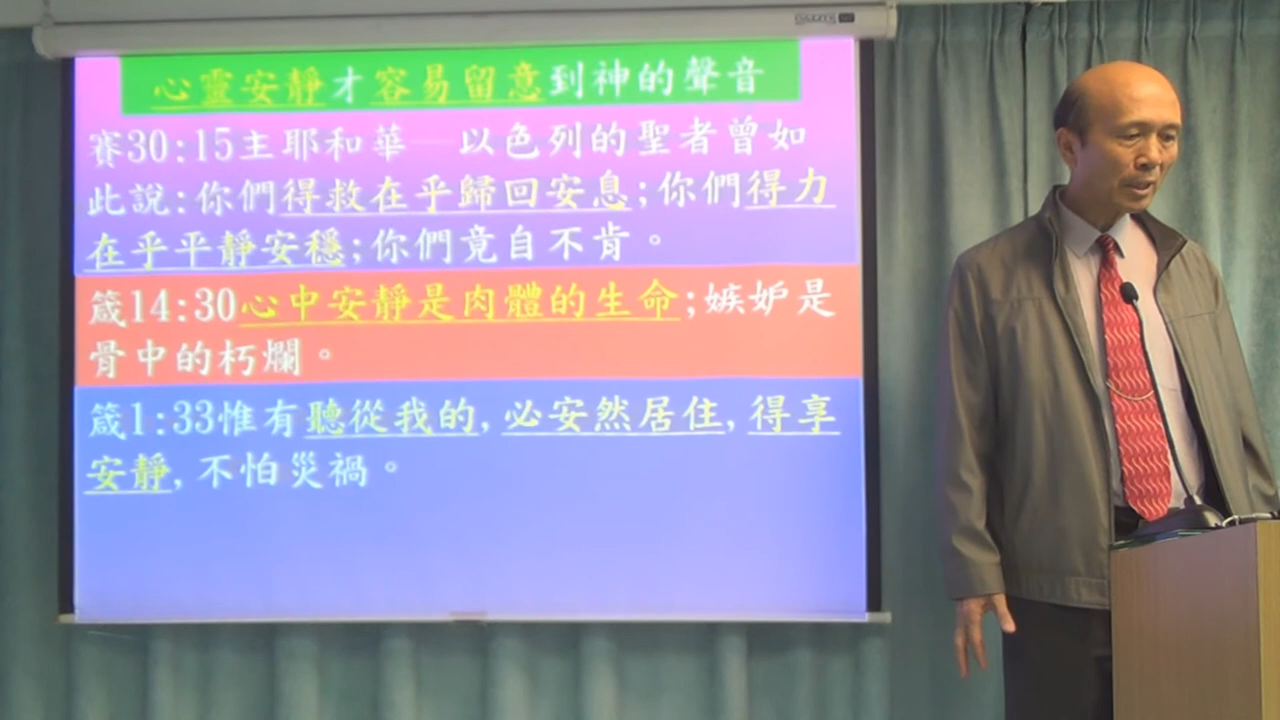 心靈安靜才容易留意到神的聲音
賽30:15主耶和華─以色列的聖者曾如
此說:你們得救在乎歸回安息;你們得力
在乎平靜安穩;你們竟自不肯。
箴14:30心中安靜是肉體的生命;嫉妒是
骨中的朽爛。
箴1:33惟有聽從我的,必安然居住,得享
安靜,不怕災禍。